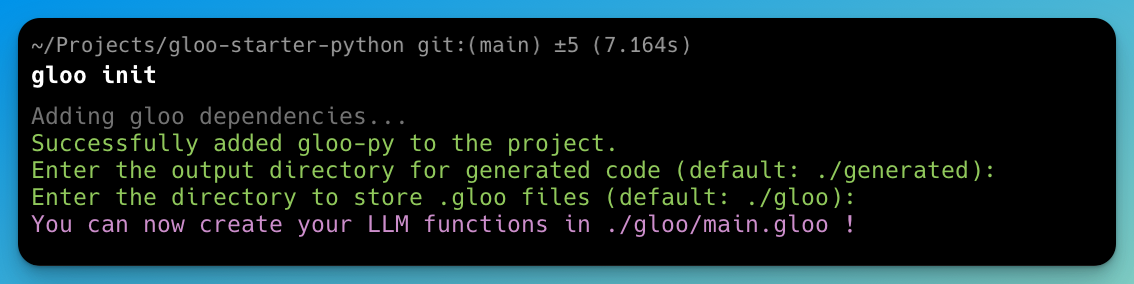 ~/Projects/gloo-starter-python git:(main) ±5 (7.164s)
gloo init
Adding gloo dependencies...
Successfully added gloo-py to the project.
Enter the output directory for generated code (default: ./generated):
Enter the directory to store .gloo files (default: ./gloo):
You can now create your LLM functions in ./gloo/main.gloo !